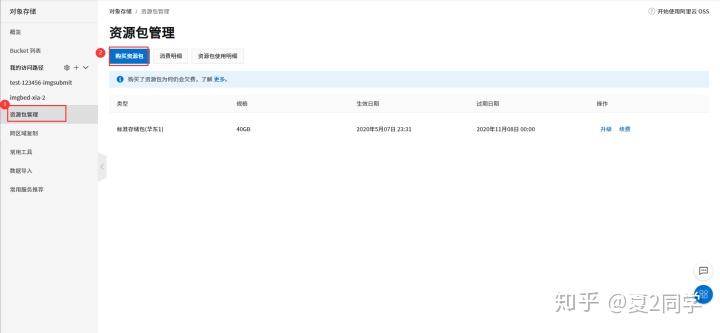 对象存储
对象存储 / 资源包管理
开始使用阿里云 OSS
概览
Bucket 列表
我的访问路径
test-123456-imgsubmit
imgbed-xia-2
1
资源包管理
跨区域复制
常用工具
数据导入
常用服务推荐
资源包管理
2
购买资源包 消费明细 资源包使用明细
购买了资源包为何仍会欠费，了解 更多。
类型 规格 生效日期 过期日期 操作
标准存储包(华东1) 40GB 2020年5月07日 23:31 2020年11月08日 00:00 升级 续费
知乎 @夏2同学